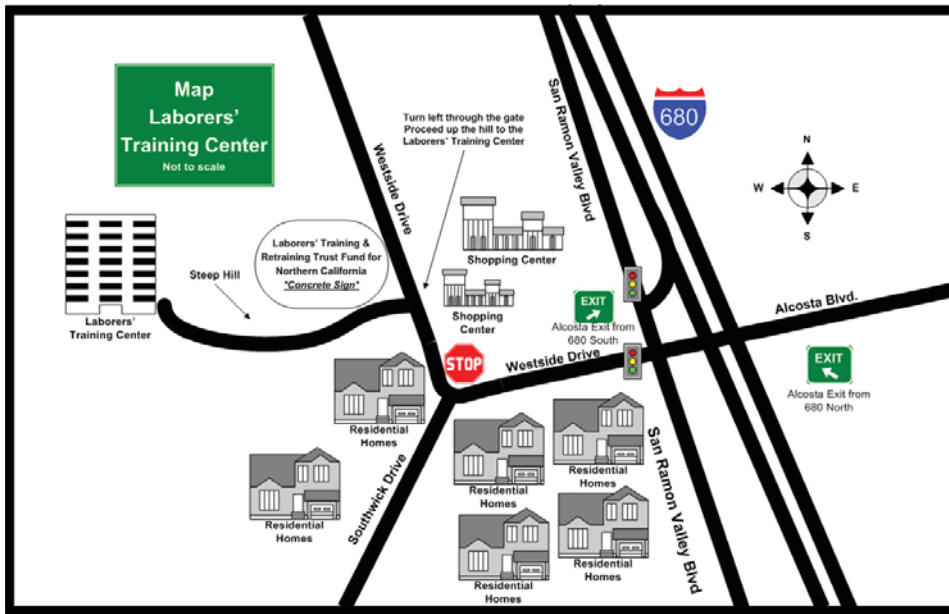 Map
Laborers'
Training Center
Not to scale
Turn left through the gate
Proceed up the hill to the
Laborers' Training Center
Westside Drive
San Ramon Valley Blvd
680
N
W
E
S
Laborers' Training &
Retraining Trust Fund for
Northern California
"Concrete Sign"
Shopping Center
Steep Hill
Shopping
Center
Laborers'
Training Center
EXIT
Alcosta Exit from
680 South
Alcosta Blvd.
STOP
Westside Drive
EXIT
Alcosta Exit from
680 North
Residential
Homes
Residential
Homes
Residential
Homes
Residential
Homes
Residential
Homes
Residential
Homes
Southwick Drive
San Ramon Valley Blvd